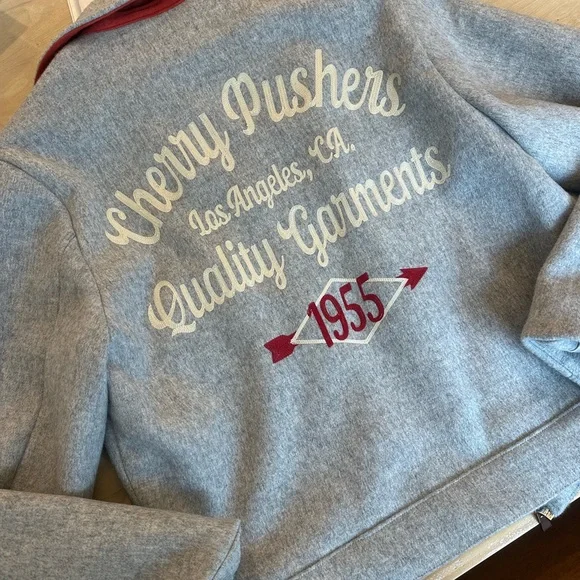 Cherry Pushers
Los Angeles, CA.
Quality Garments
1955